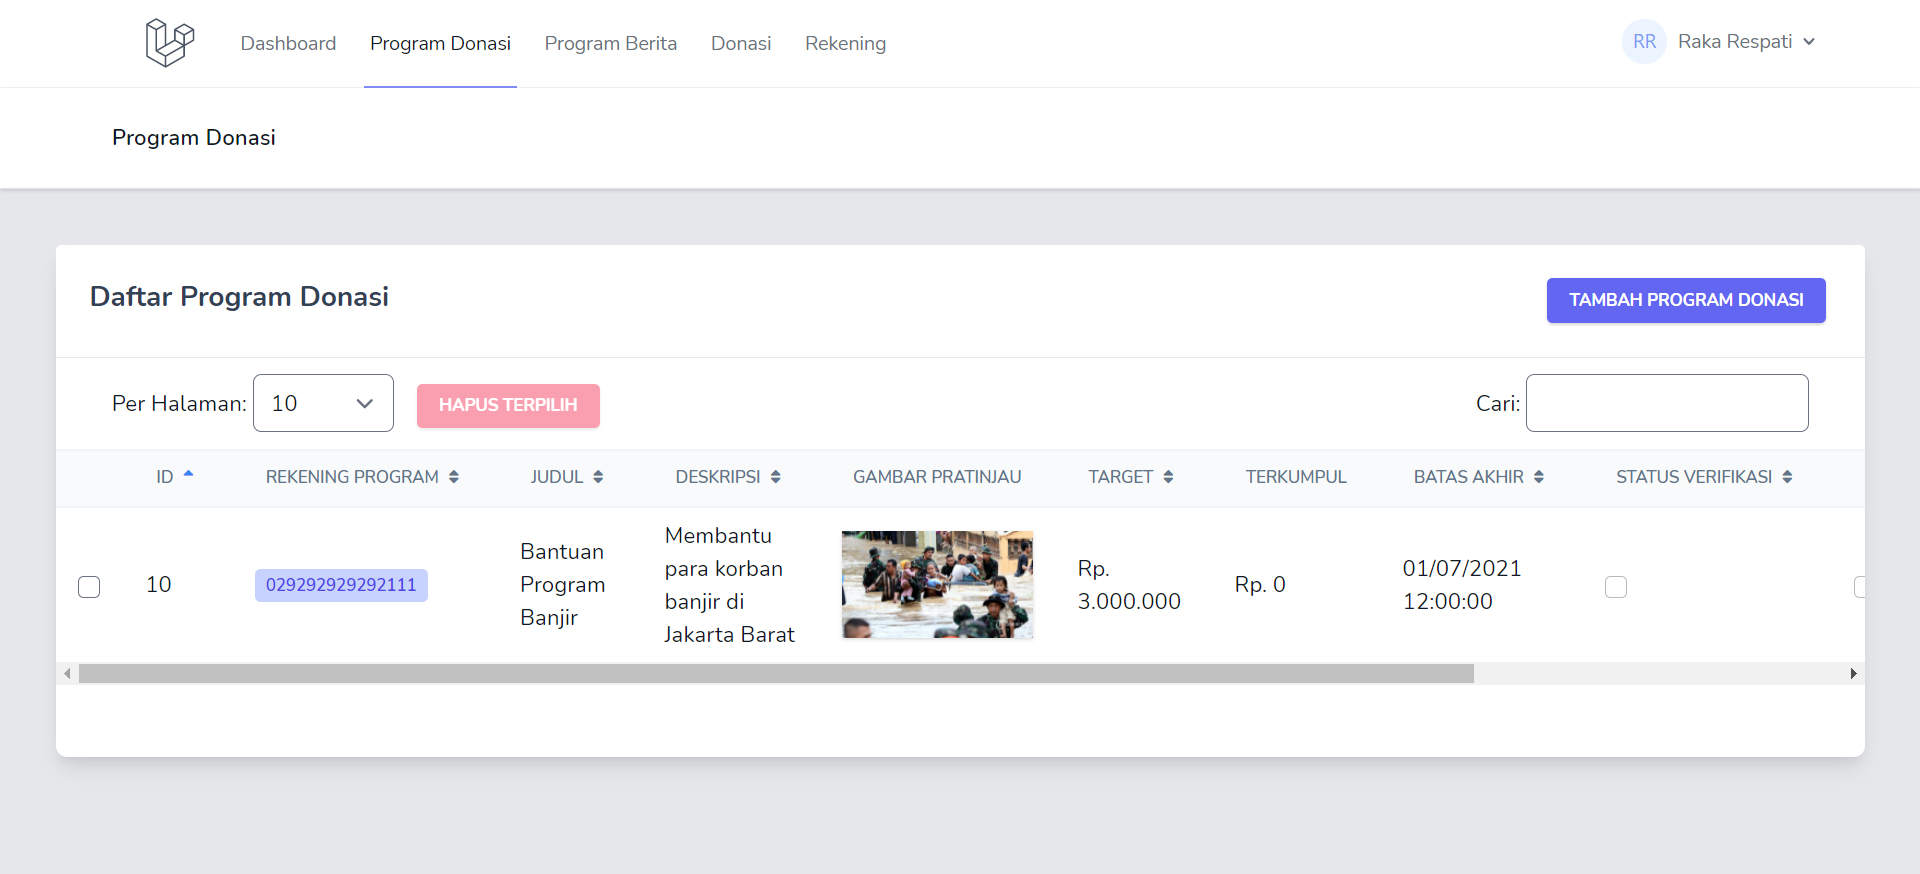 Dashboard Program Donasi Program Berita Donasi Rekening RR Raka Respati
Program Donasi
Daftar Program Donasi TAMBAH PROGRAM DONASI
Per Halaman: 10 HAPUS TERPILIH Cari:
ID REKENING PROGRAM JUDUL DESKRIPSI GAMBAR PRATINJAU TARGET TERKUMPUL BATAS AKHIR STATUS VERIFIKASI
10
029292929292111
Bantuan
Program
Banjir
Membantu
para korban
banjir di
Jakarta Barat
Rp.
3.000.000
Rp. 0
01/07/2021
12:00:00